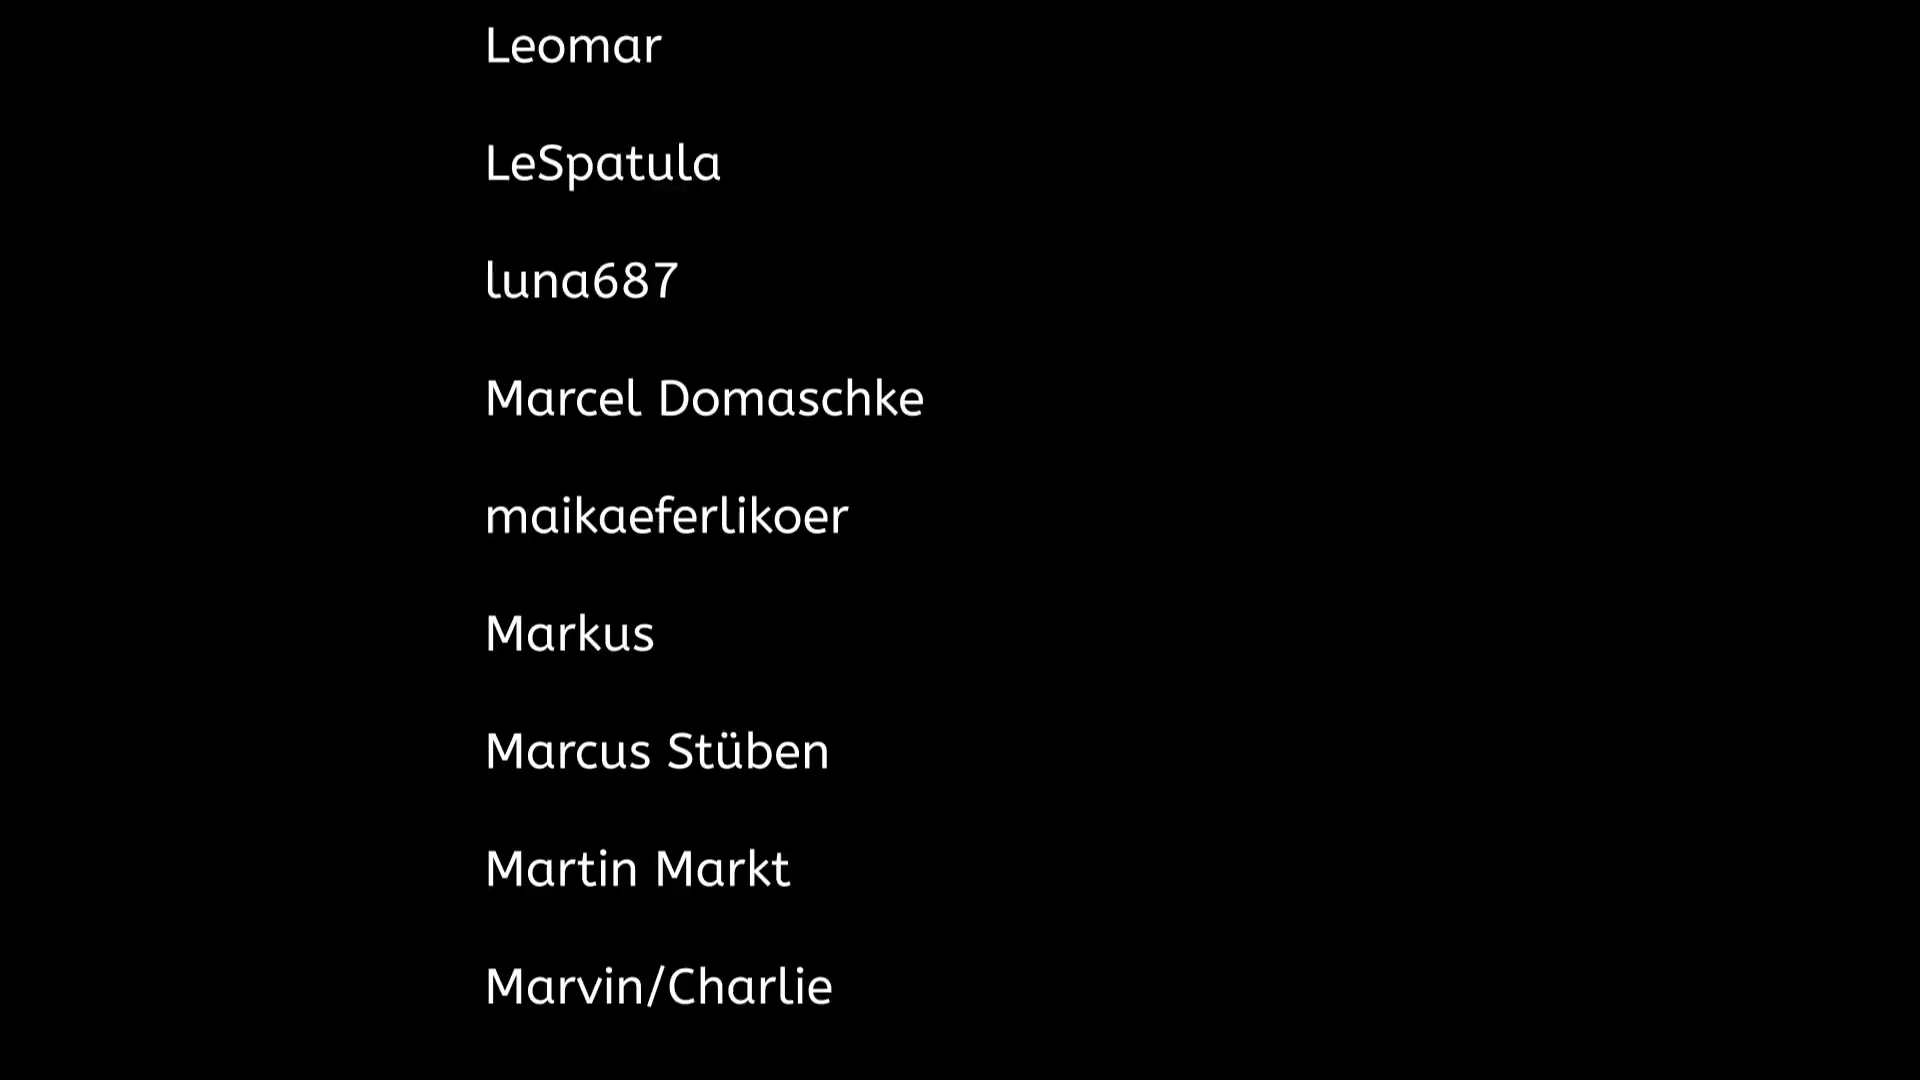 Leomar
LeSpatula
luna687
Marcel Domaschke
maikaeferlikoer
Markus
Marcus Stüben
Martin Markt
Marvin/Charlie